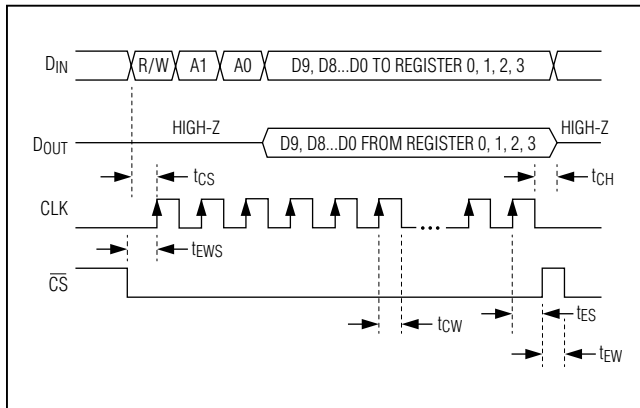 DIN R/W A1 A0 D9, D8...D0 TO REGISTER 0, 1, 2, 3
HIGH-Z HIGH-Z
DOUT D9, D8...D0 FROM REGISTER 0, 1, 2, 3
tCS tCH
CLK
tEWS
CS
tCW tES
tEW